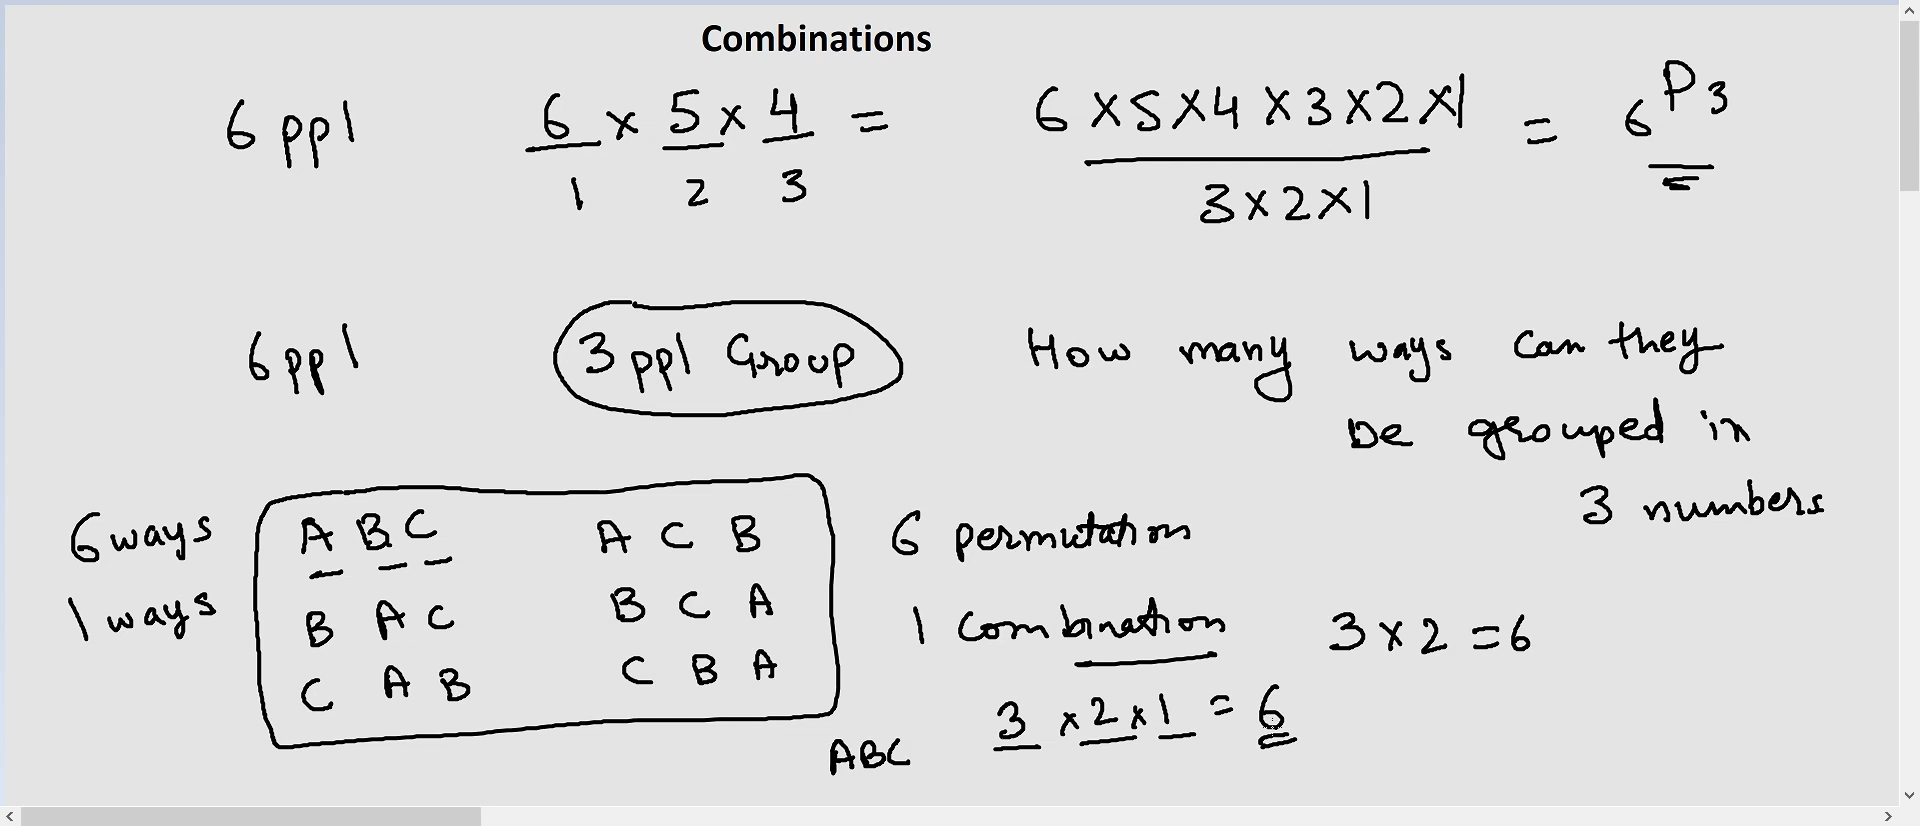 Combinations
6 ppl 6 × 5 × 4 = 6 × 5 × 4 × 3 × 2 × 1 = 6P3
1 2 3 3 × 2 × 1
6 ppl 3 ppl Group How many ways can they
be grouped in
3 numbers
6 ways A B C A C B 6 permutation
1 ways B A C B C A 1 combination 3 × 2 = 6
C A B C B A
ABC 3 × 2 × 1 = 6